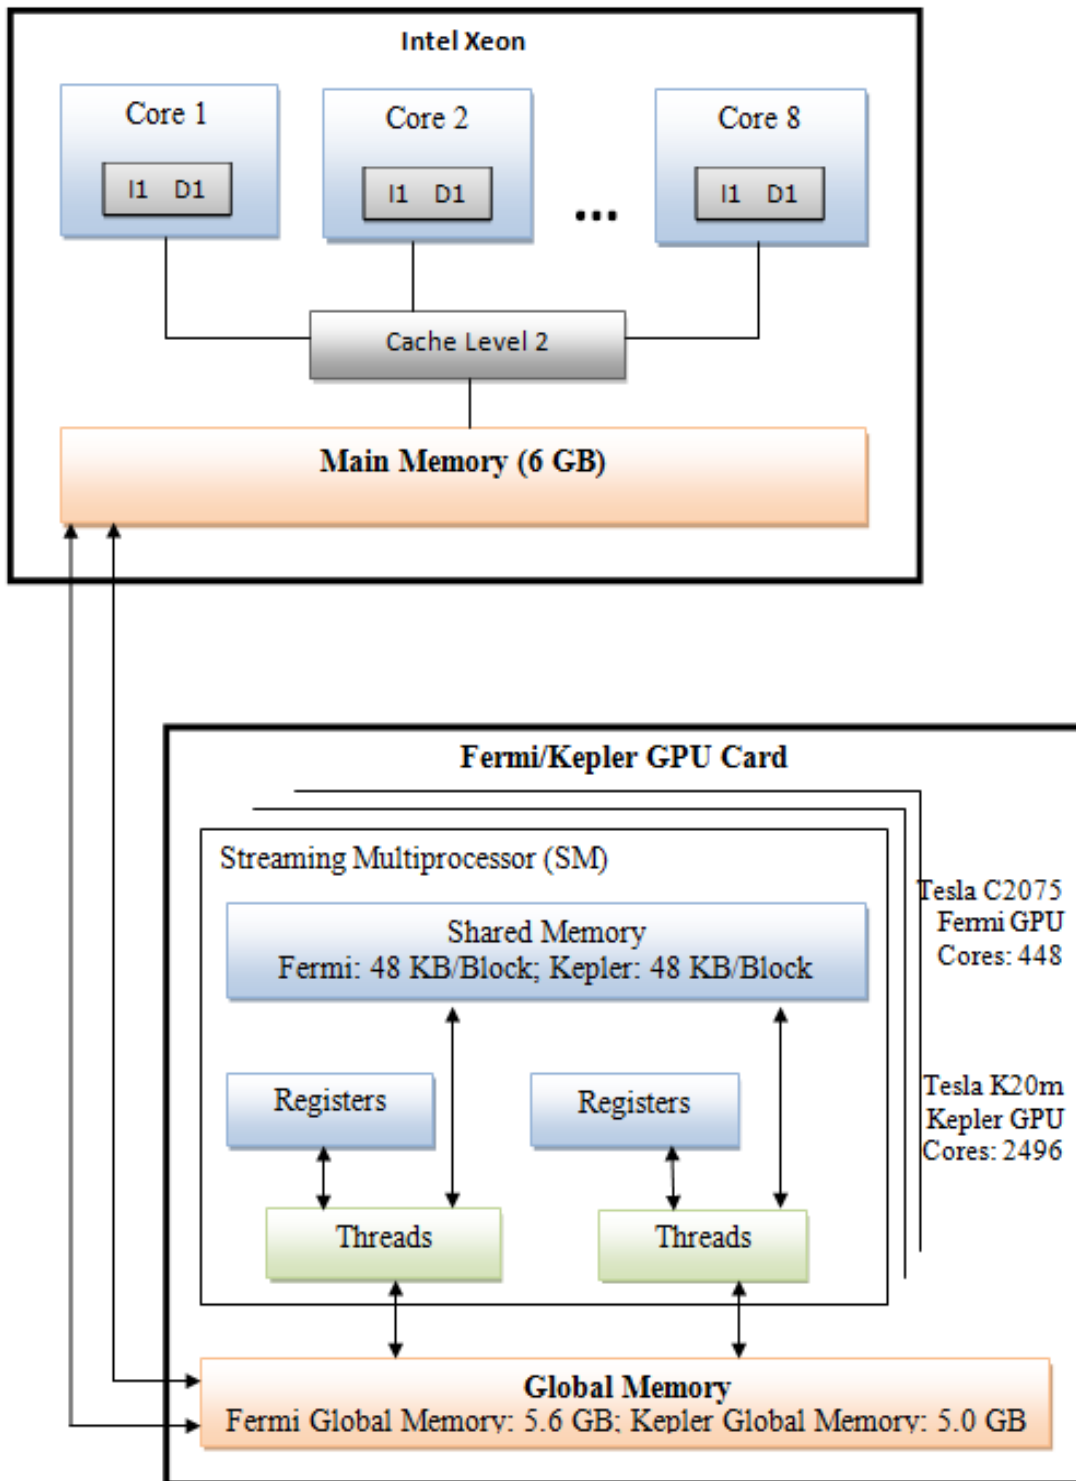 Intel Xeon
Core 1
Core 2
Core 8
I1 D1
I1 D1
...
I1 D1
Cache Level 2
Main Memory (6 GB)
Fermi/Kepler GPU Card
Streaming Multiprocessor (SM)
Shared Memory
Fermi: 48 KB/Block; Kepler: 48 KB/Block
Tesla C2075
Fermi GPU
Cores: 448
Registers
Registers
Tesla K20m
Kepler GPU
Cores: 2496
Threads
Threads
Global Memory
Fermi Global Memory: 5.6 GB; Kepler Global Memory: 5.0 GB